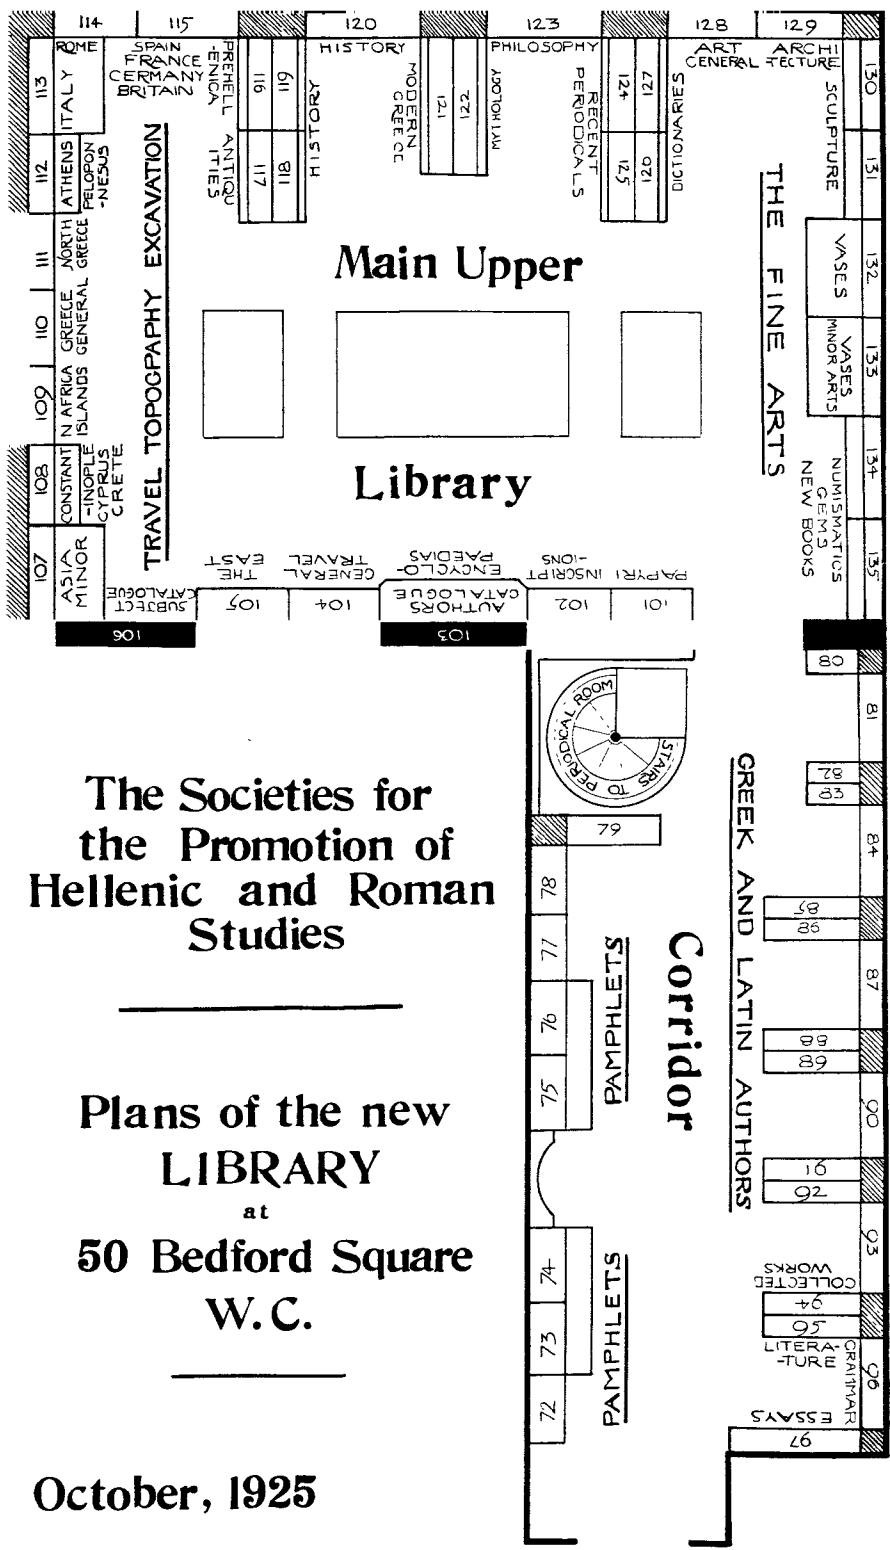 114
115
120
123
128
129
ROME
SPAIN
FRANCE
GERMANY
BRITAIN
PREHELL
-ENICA
ANTIQU
ITIES
116
119
117
118
HISTORY
HISTORY
MODERN
GREECE
121
122
PHILOSOPHY
MYTHOLOGY
RECENT
PERIODICALS
124
127
125
126
DICTIONARIES
ART
GENERAL
ARCHI
-TECTURE
SCULPTURE
130
131
132
133
134
135
VASES
VASES
MINOR ARTS
NUMISMATICS
GEMS
NEW BOOKS
THE FINE ARTS
113
112
111
110
109
108
107
ITALY
ATHENS
PELOPON
-NESUS
NORTH
GREECE
GREECE
GENERAL
N AFRICA
ISLANDS
CONSTANT
-INOPLE
CYPRUS
CRETE
ASIA
MINOR
TRAVEL TOPOGRAPHY EXCAVATION
Main Upper
Library
SUBJECT
CATALOGUE
THE
EAST
GENERAL
TRAVEL
ENCYCLO-
PAEDIAS
AUTHORS
CATALOGUE
INSCRIPT
-IONS
PAPYRI
106
105
104
103
102
101
STAIRS TO PERIODICAL ROOM
80
81
82
83
84
85
86
87
88
89
90
91
92
93
COLLECTED
WORKS
94
95
LITERA-
-TURE
GRAMMAR
96
ESSAYS
97
GREEK AND LATIN AUTHORS
Corridor
79
78
77
76
75
PAMPHLETS
74
73
72
PAMPHLETS
The Societies for
the Promotion of
Hellenic and Roman
Studies
Plans of the new
LIBRARY
at
50 Bedford Square
W.C.
October, 1925